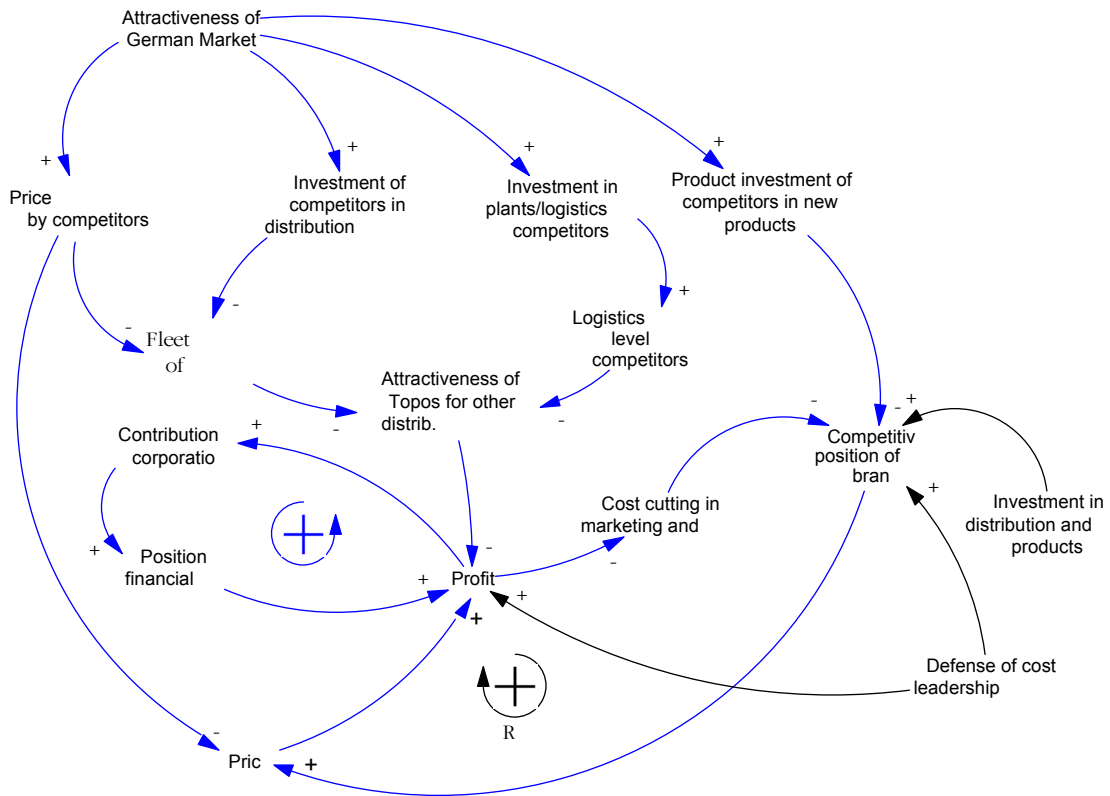 Attractiveness of
German Market
+
+
+
+
Price
by competitors
Investment of
competitors in
distribution
Investment in
plants/logistics
competitors
Product investment of
competitors in new
products
-
-
+
Fleet
of
Logistics
level
competitors
Attractiveness of
Topos for other
distrib.
-
-
-
-
+
+
Contribution
corporatio
Competitiv
position of
bran
+
Cost cutting in
marketing and
Investment in
distribution and
products
+
Position
financial
-
-
+
Profit
+
+
Defense of cost
leadership
R
-
Pric
+